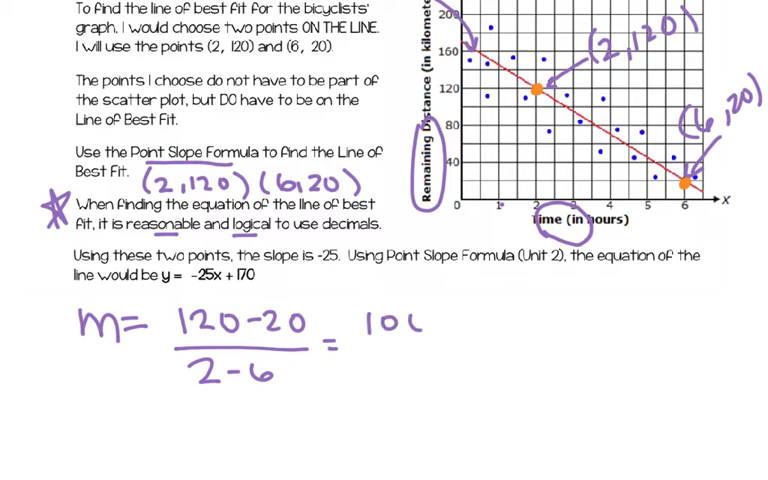 To find the line of best fit for the bicyclists'
graph. I would choose two points ON THE LINE.
I will use the points (2, 120) and (6, 20).
The points I choose do not have to be part of
the scatter plot, but DO have to be on the
Line of Best Fit.
Use the Point Slope Formula to find the Line of
Best Fit. (2,120) (6,20)
When finding the equation of the line of best
fit, it is reasonable and logical to use decimals.
Using these two points, the slope is -25. Using Point Slope Formula (Unit 2), the equation of the
line would be y = -25x + 170
m = 120-20 = 100
2-6
Remaining Distance (in kilomete
200
160
120
80
40
0 1 2 3 4 5 6 x
Time (in hours)
(2,120)
(6,20)